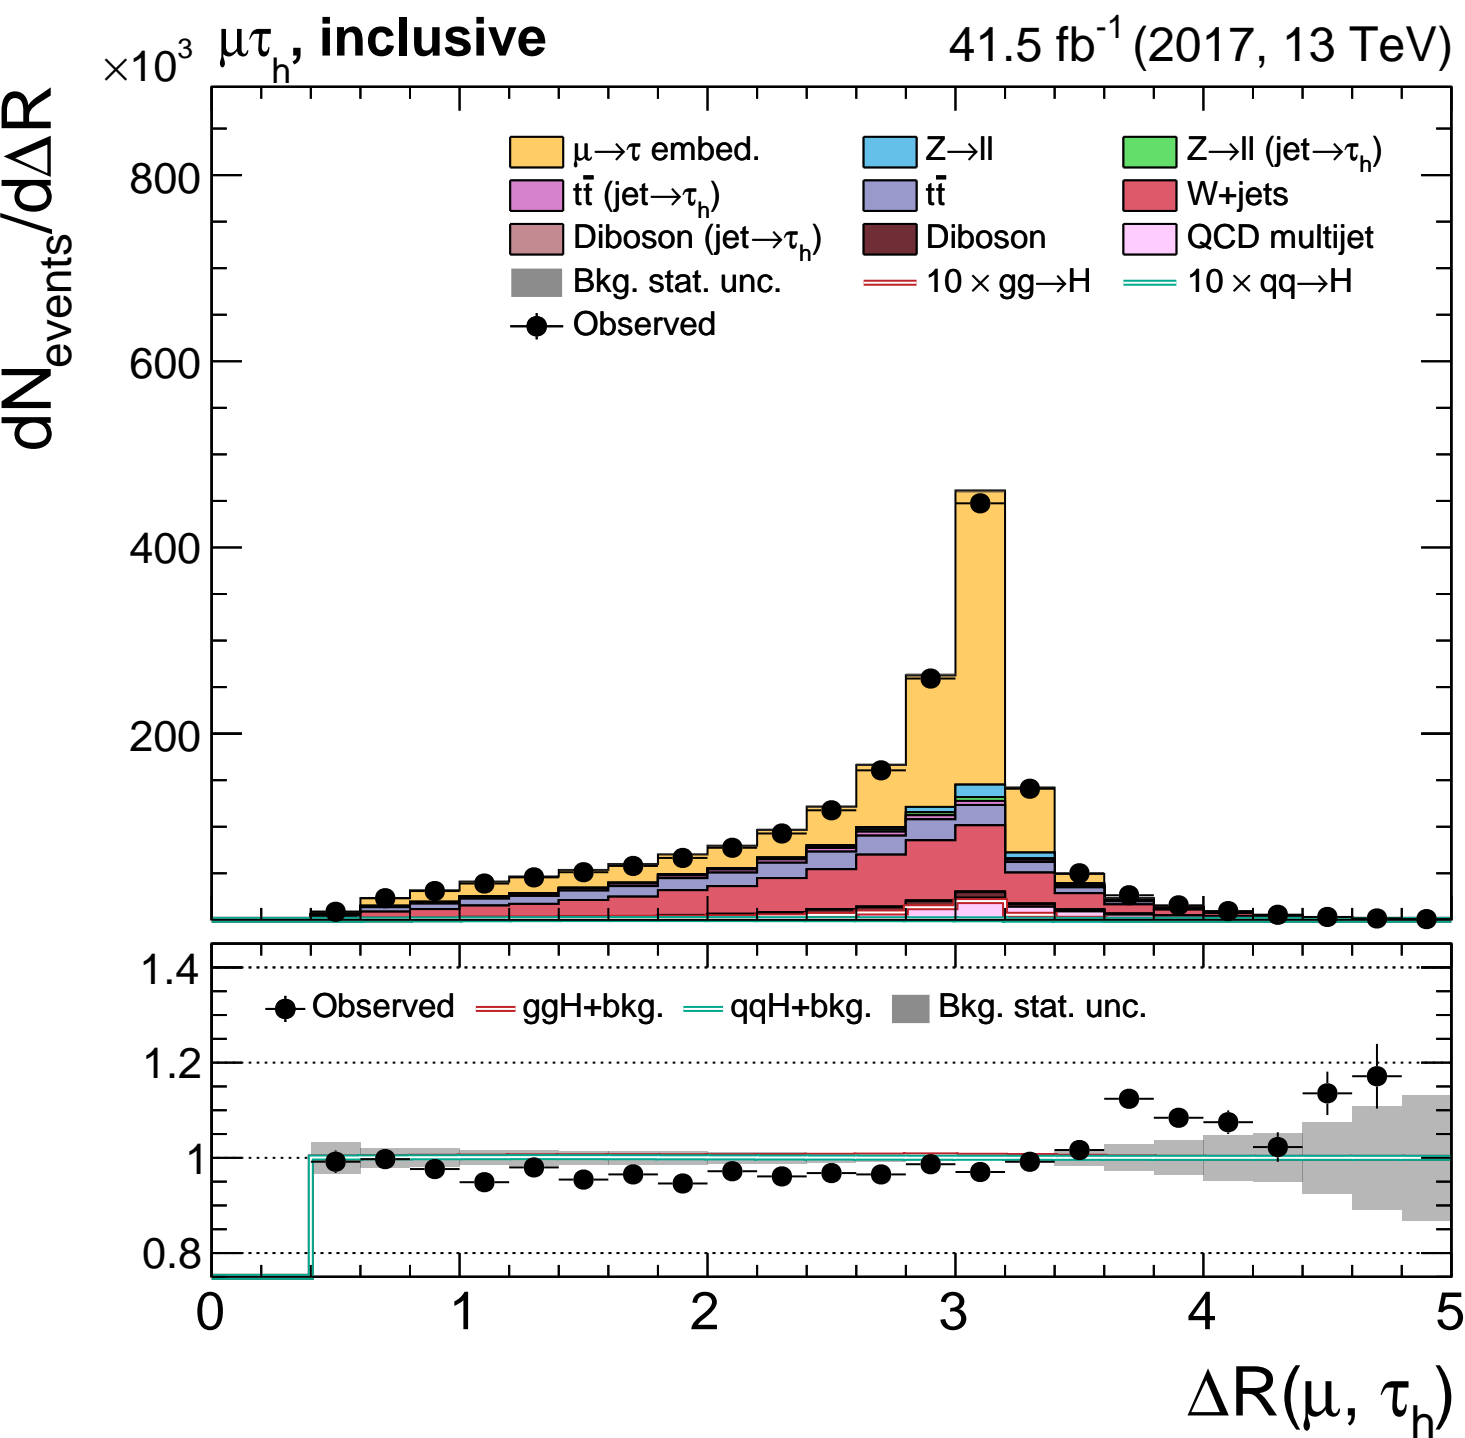 ×10³ μτₕ, inclusive 41.5 fb⁻¹ (2017, 13 TeV)
dN_events/dΔR
800
600
400
200
μ→τ embed. Z→ll Z→ll (jet→τₕ)
tt̄ (jet→τₕ) tt̄ W+jets
Diboson (jet→τₕ) Diboson QCD multijet
Bkg. stat. unc. 10 × gg→H 10 × qq→H
Observed
1.4
1.2
1
0.8
Observed ggH+bkg. qqH+bkg. Bkg. stat. unc.
0 1 2 3 4 5
ΔR(μ, τₕ)